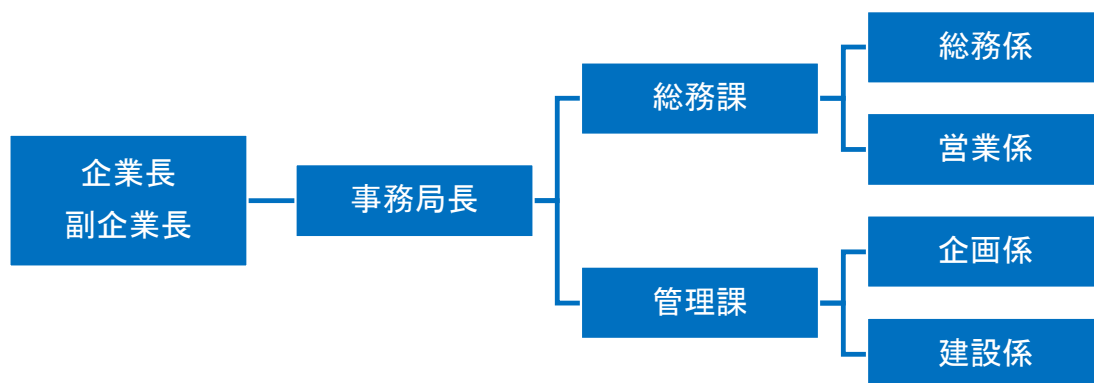 企業長
副企業長
事務局長
総務課
総務係
営業係
管理課
企画係
建設係